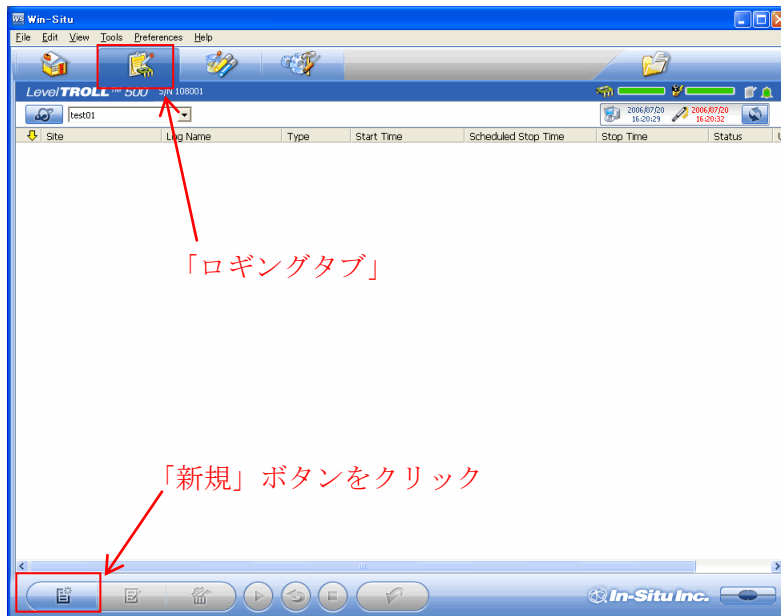 Win-Situ
File Edit View Tools Preferences Help
LevelTROLL™ 500 S/N 108001
test01
2006/07/20 16:20:29
2006/07/20 16:20:32
Site Log Name Type Start Time Scheduled Stop Time Stop Time Status
「ロギングタブ」
「新規」ボタンをクリック
In-Situ Inc.